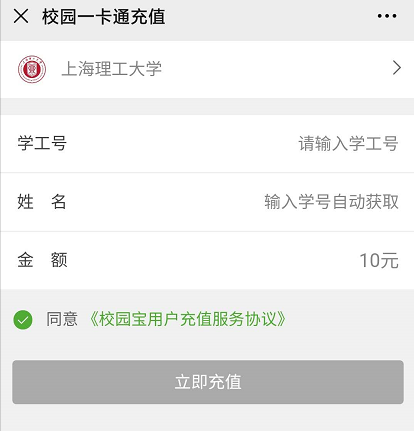 校园一卡通充值
上海理工大学
学工号 请输入学工号
姓 名 输入学号自动获取
金 额 10元
同意 《校园宝用户充值服务协议》
立即充值